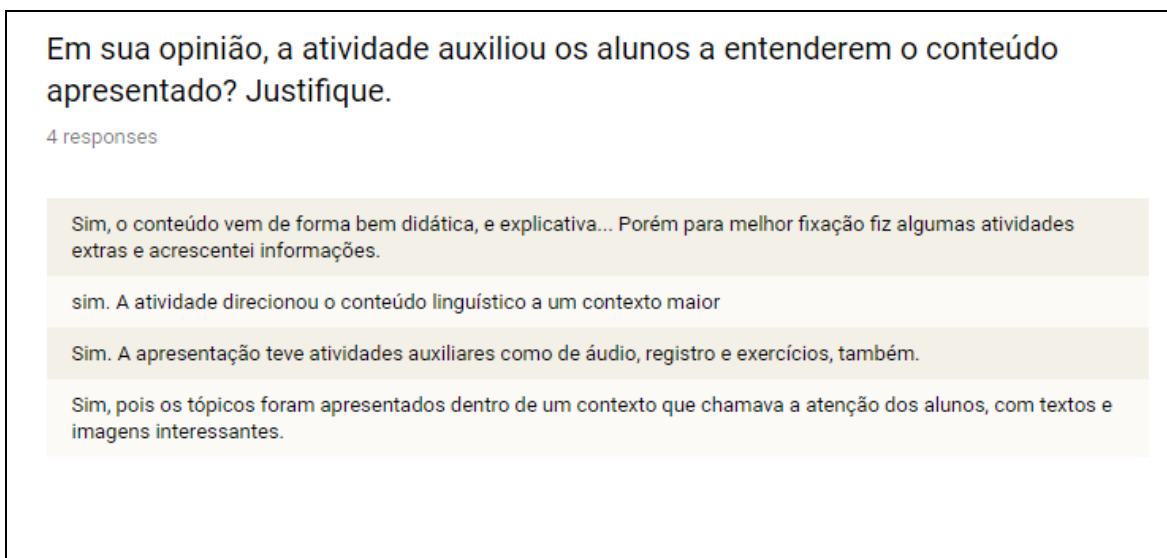 Em sua opinião, a atividade auxiliou os alunos a entenderem o conteúdo
apresentado? Justifique.
4 responses
Sim, o conteúdo vem de forma bem didática, e explicativa... Porém para melhor fixação fiz algumas atividades
extras e acrescentei informações.
sim. A atividade direcionou o conteúdo linguístico a um contexto maior
Sim. A apresentação teve atividades auxiliares como de áudio, registro e exercícios, também.
Sim, pois os tópicos foram apresentados dentro de um contexto que chamava a atenção dos alunos, com textos e
imagens interessantes.